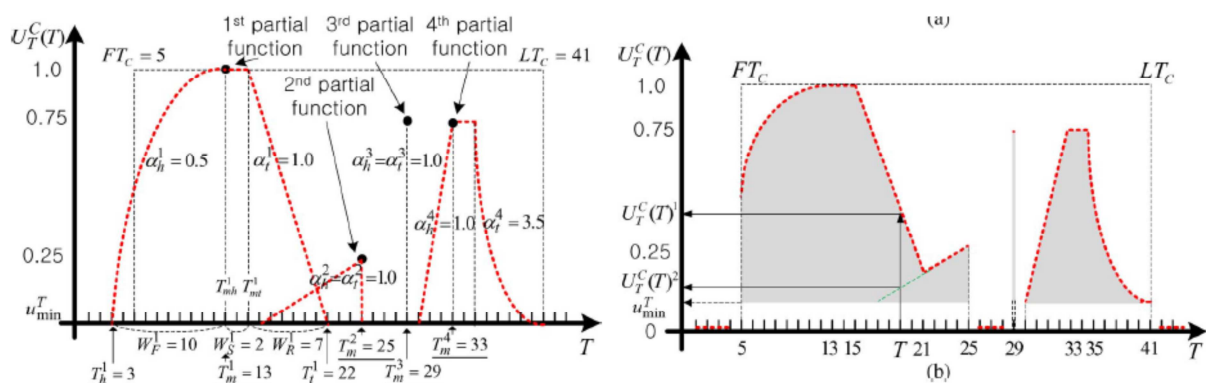 1st partial function
3rd partial function
4th partial function
U_T^C(T)
FT_C = 5
LT_C = 41
1.0
2nd partial function
0.75
α_h^1 = 0.5
α_t^1 = 1.0
α_h^3 = α_t^3 = 1.0
α_h^4 = 1.0
α_t^4 = 3.5
0.25
T_mh^1
T_mt^1
α_h^2 = α_t^2 = 1.0
u_min^T
T
W_F^1 = 10
W_S^1 = 2
W_R^1 = 7
T_m^2 = 25
T_m^4 = 33
T_h^1 = 3
T_m^1 = 13
T_t^1 = 22
T_m^3 = 29
(a)
U_T^C(T)
FT_C
LT_C
1.0
0.75
U_T^C(T)^1
0.25
U_T^C(T)^2
u_min^T
0
5
13
15
T
21
25
29
33
35
41
T
(b)